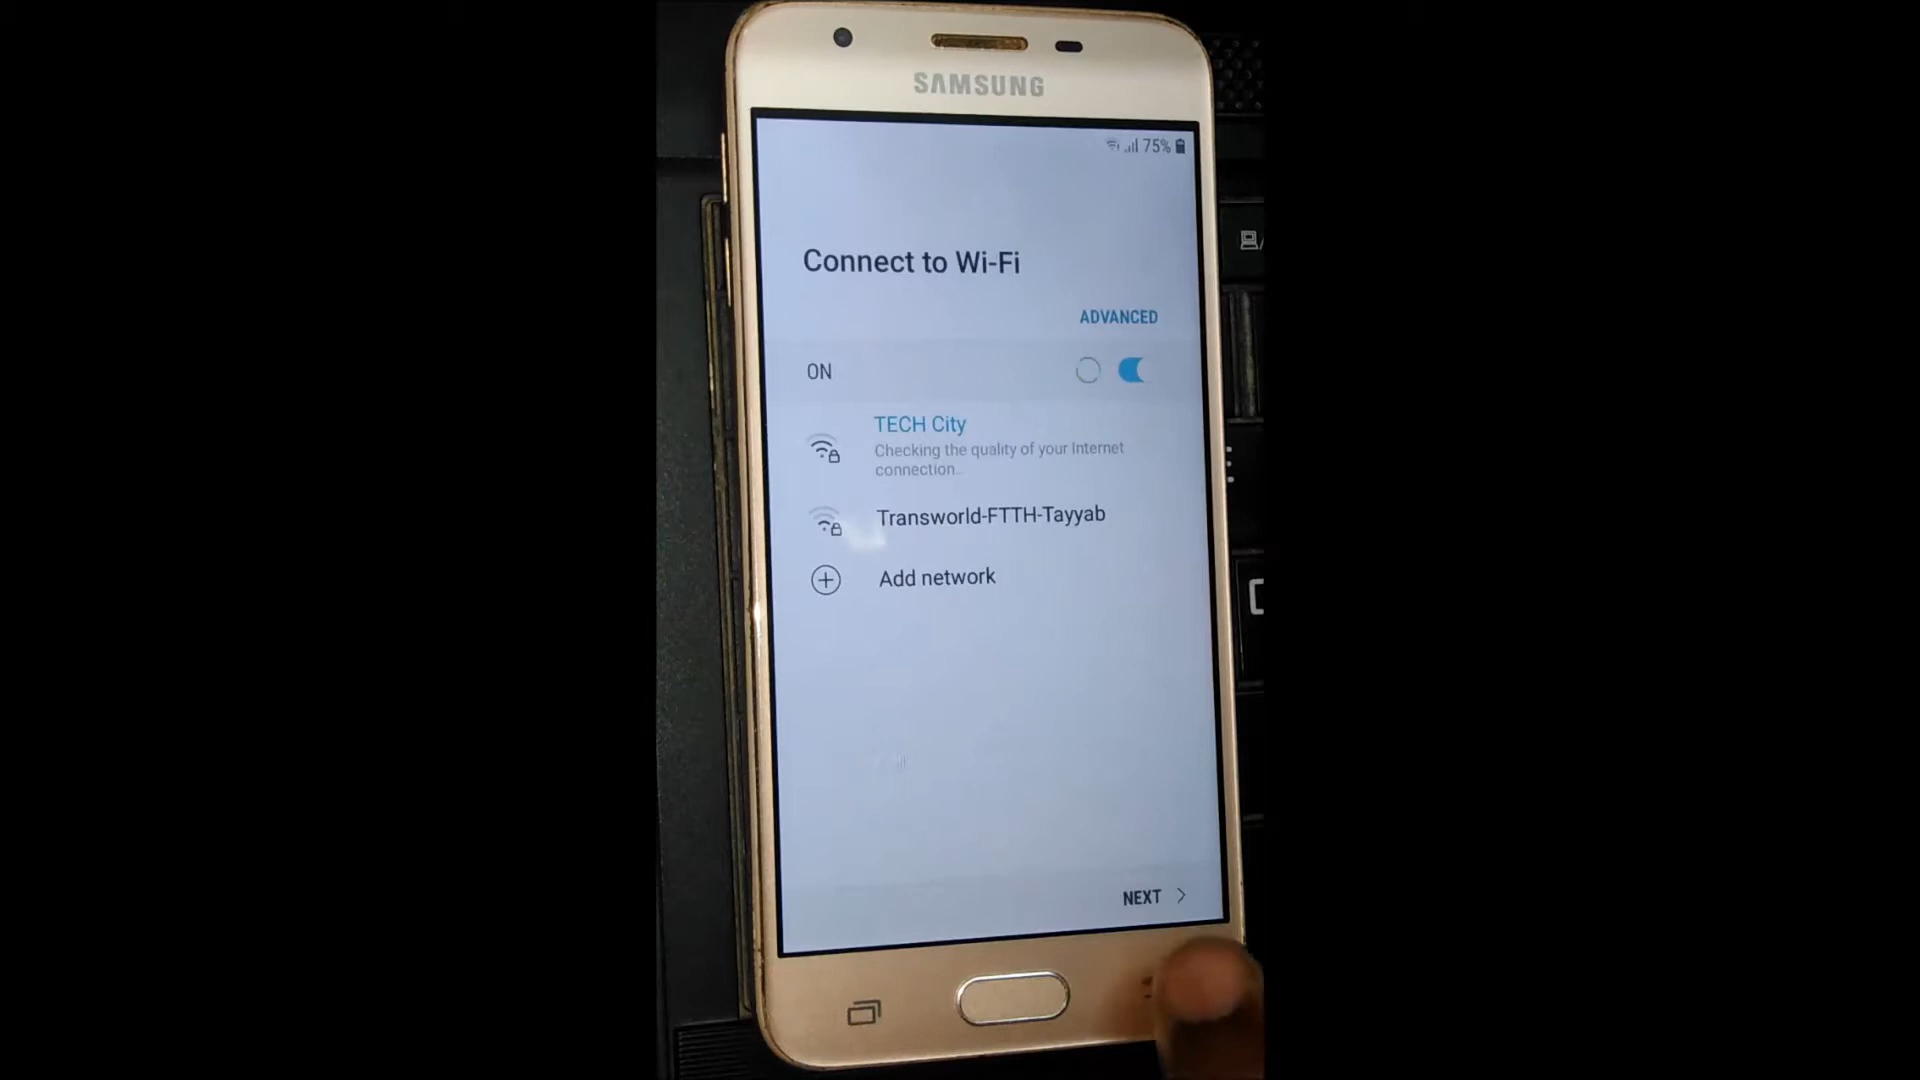 SAMSUNG
75%
Connect to Wi-Fi
ADVANCED
ON
TECH City
Checking the quality of your Internet
connection..
Transworld-FTTH-Tayyab
Add network
NEXT